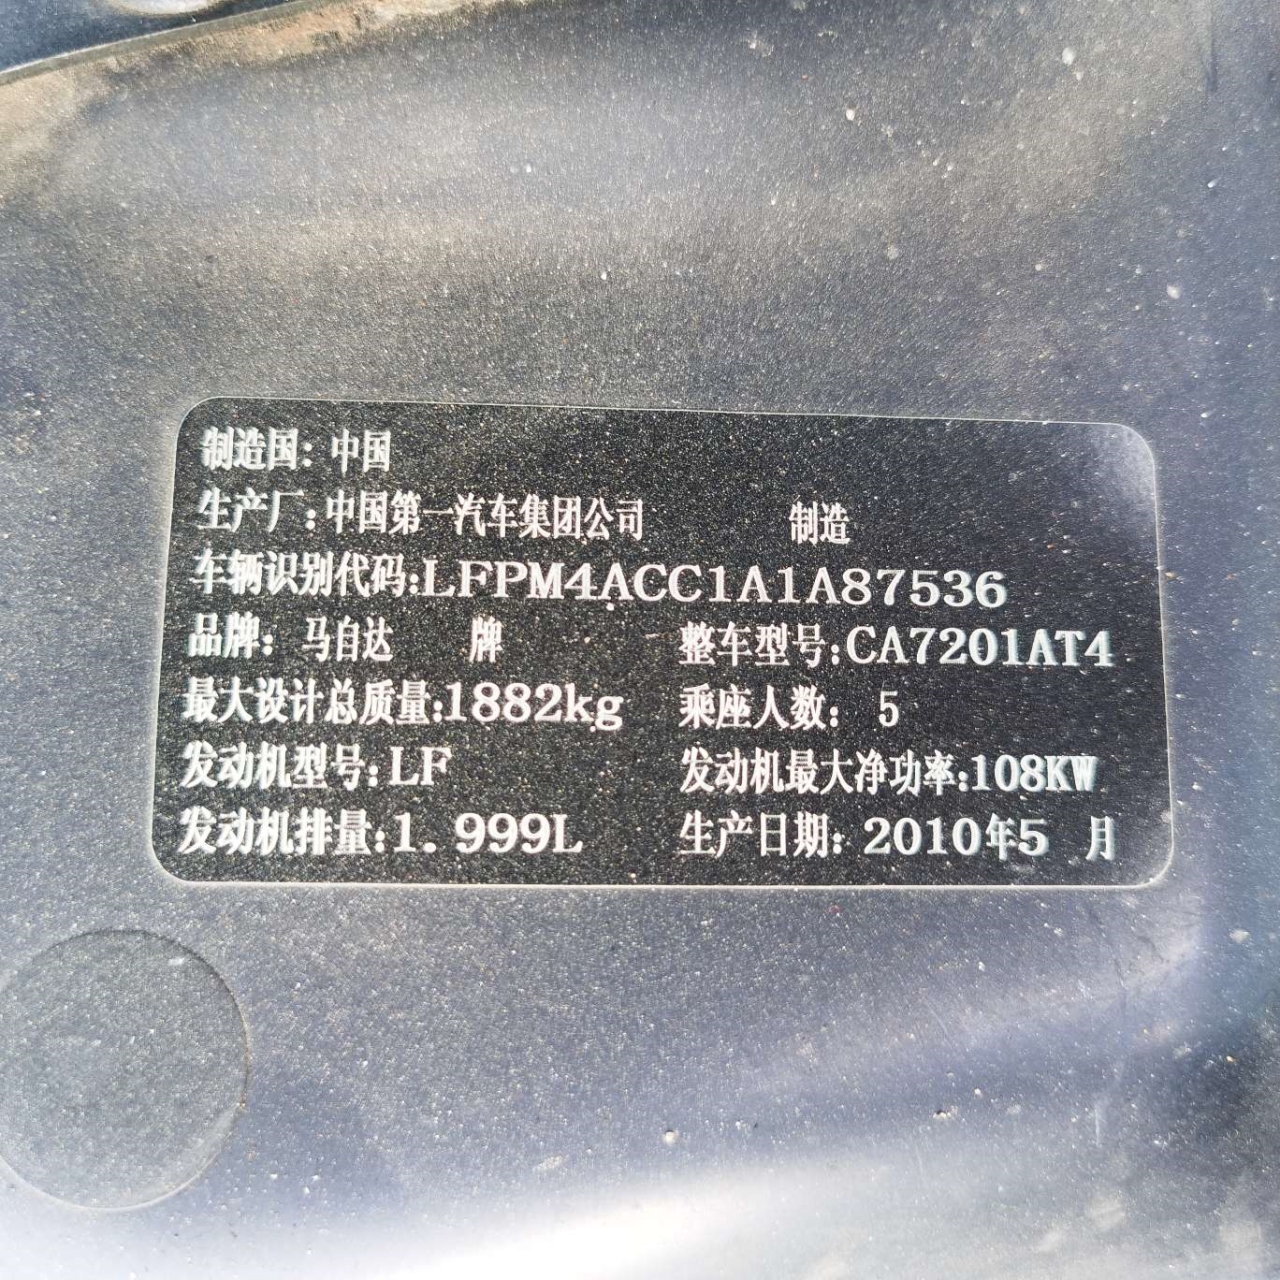 制造国：中国
生产厂：中国第一汽车集团公司 制造
车辆识别代码:LFPM4ACC1A1A87536
品牌：马自达 牌 整车型号:CA7201AT4
最大设计总质量:1882kg 乘座人数： 5
发动机型号:LF 发动机最大净功率:108KW
发动机排量:1. 999L 生产日期：2010年5 月